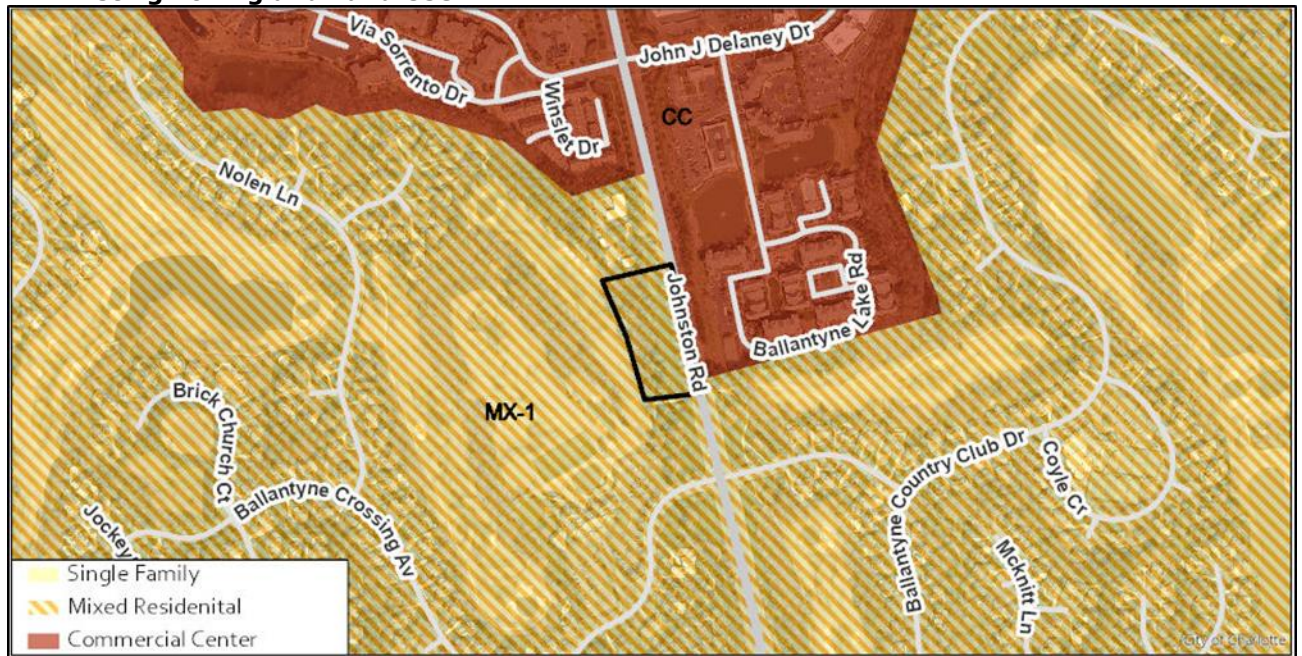 Via Sorrento Dr
John J Delaney Dr
Winslet Dr
CC
Nolen Ln
Johnston Rd
Ballantyne Lake Rd
MX-1
Brick Church Ct
Ballantyne Crossing Av
Jockey
Ballantyne Country Club Dr
Coyle Cr
Mcknitt Ln
Single Family
Mixed Residenital
Commercial Center
City of Charlotte